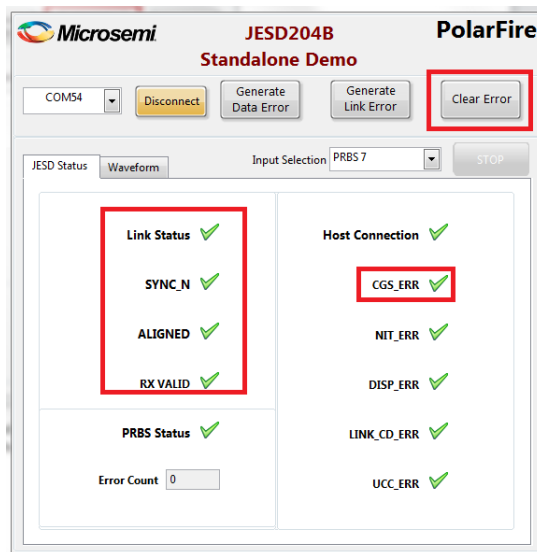 Microsemi
JESD204B
Standalone Demo
PolarFire
COM54
Disconnect
Generate
Data Error
Generate
Link Error
Clear Error
JESD Status
Waveform
Input Selection
PRBS 7
STOP
Link Status
SYNC_N
ALIGNED
RX VALID
PRBS Status
Error Count 0
Host Connection
CGS_ERR
NIT_ERR
DISP_ERR
LINK_CD_ERR
UCC_ERR